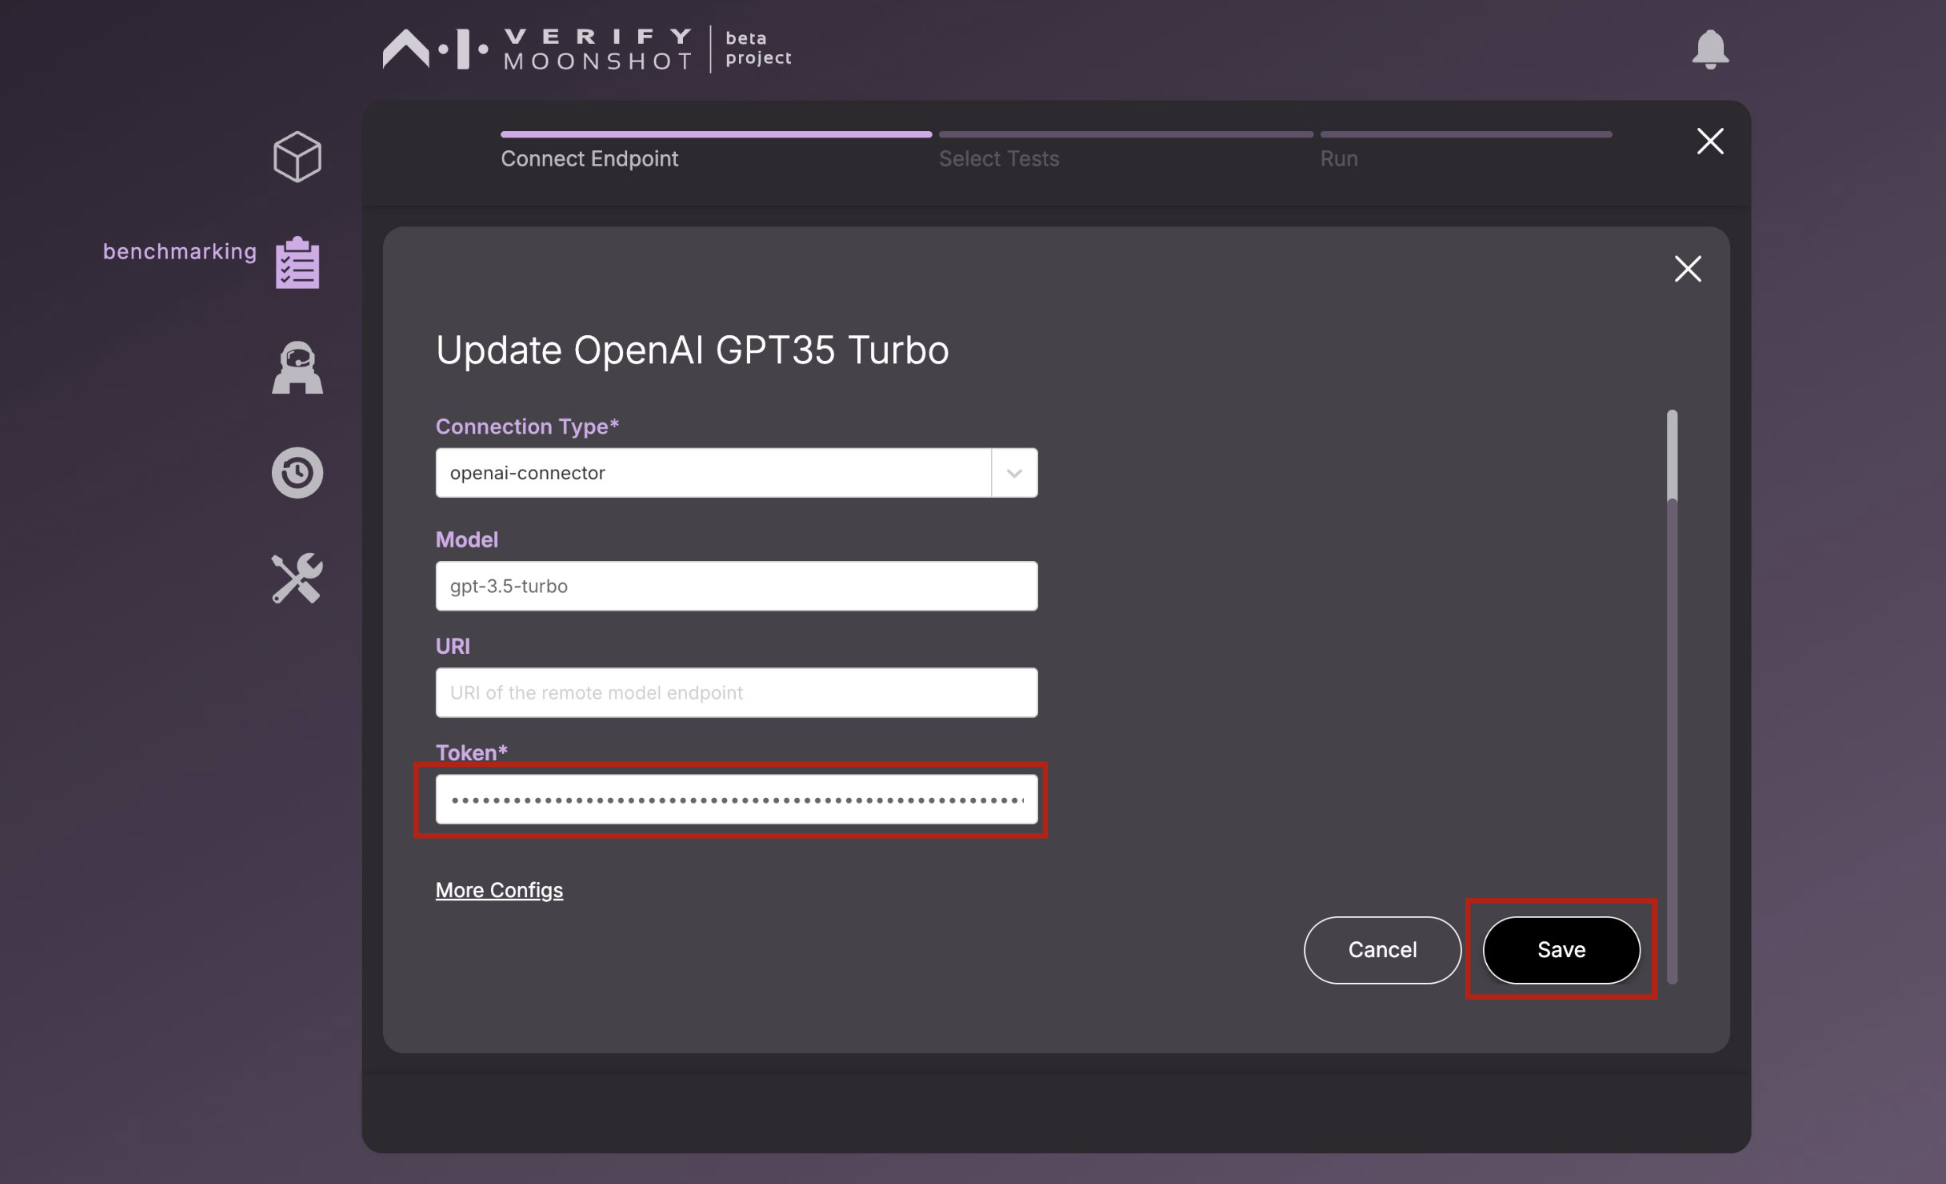 VERIFY
MOONSHOT
beta
project
Connect Endpoint
Select Tests
Run
benchmarking
Update OpenAI GPT35 Turbo
Connection Type*
openai-connector
Model
gpt-3.5-turbo
URI
URI of the remote model endpoint
Token*
More Configs
Cancel
Save